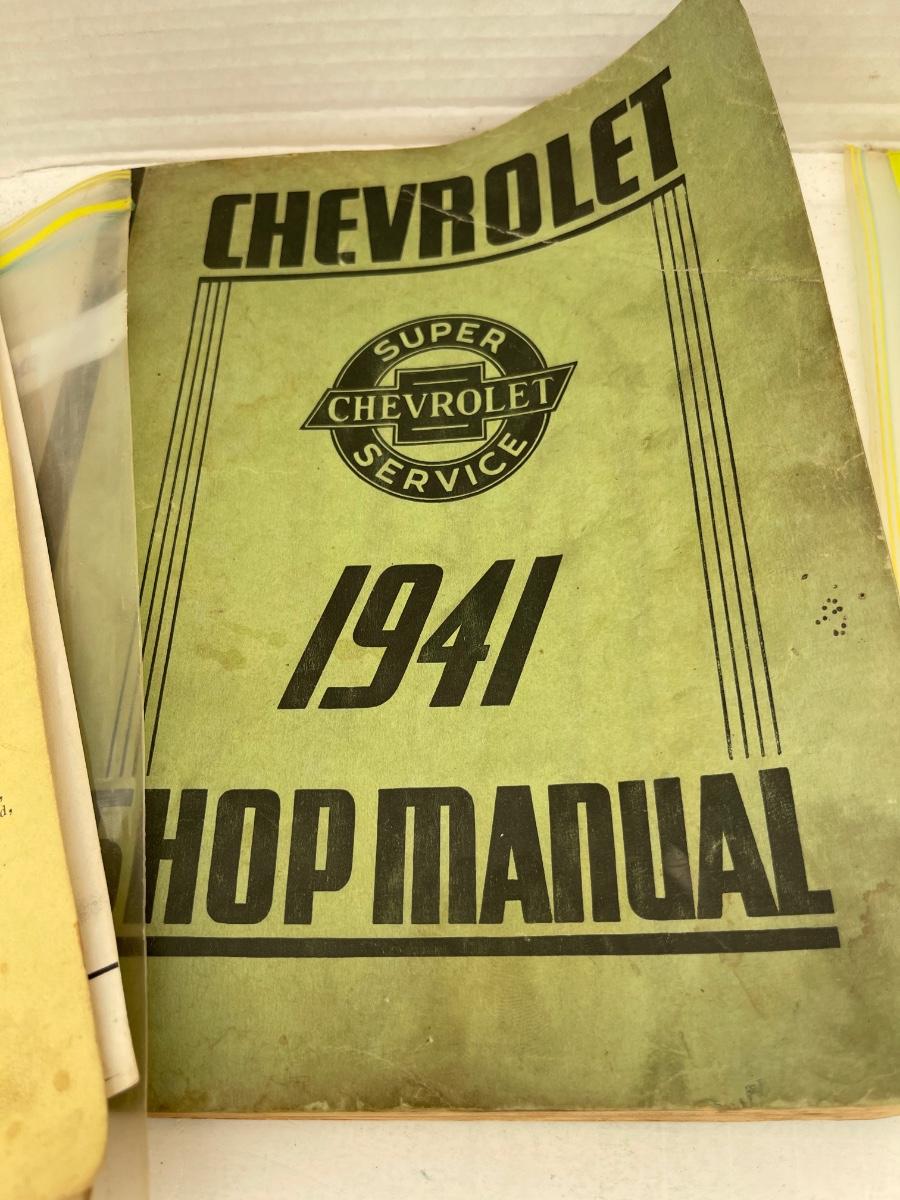 CHEVROLET
SUPER
CHEVROLET
SERVICE
1941
SHOP MANUAL
d,